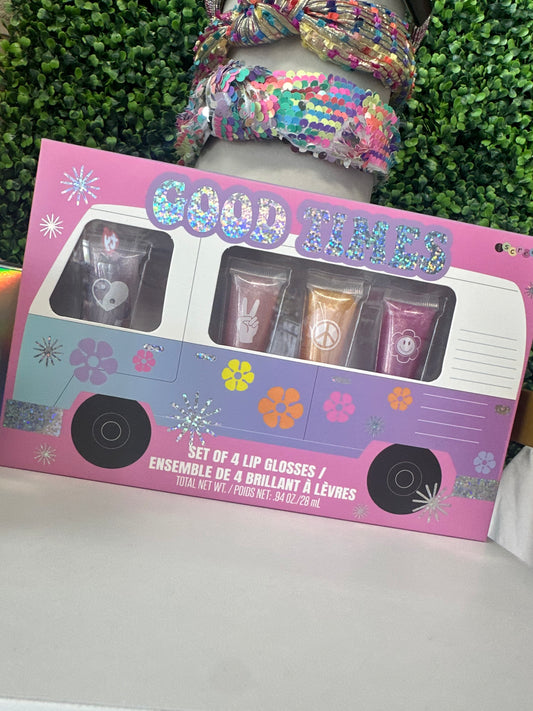 GOOD TIMES
SET OF 4 LIP GLOSSES /
ENSEMBLE DE 4 BRILLANT À LÈVRES
TOTAL NET WT. / POIDS NET: .94 OZ/28 mL